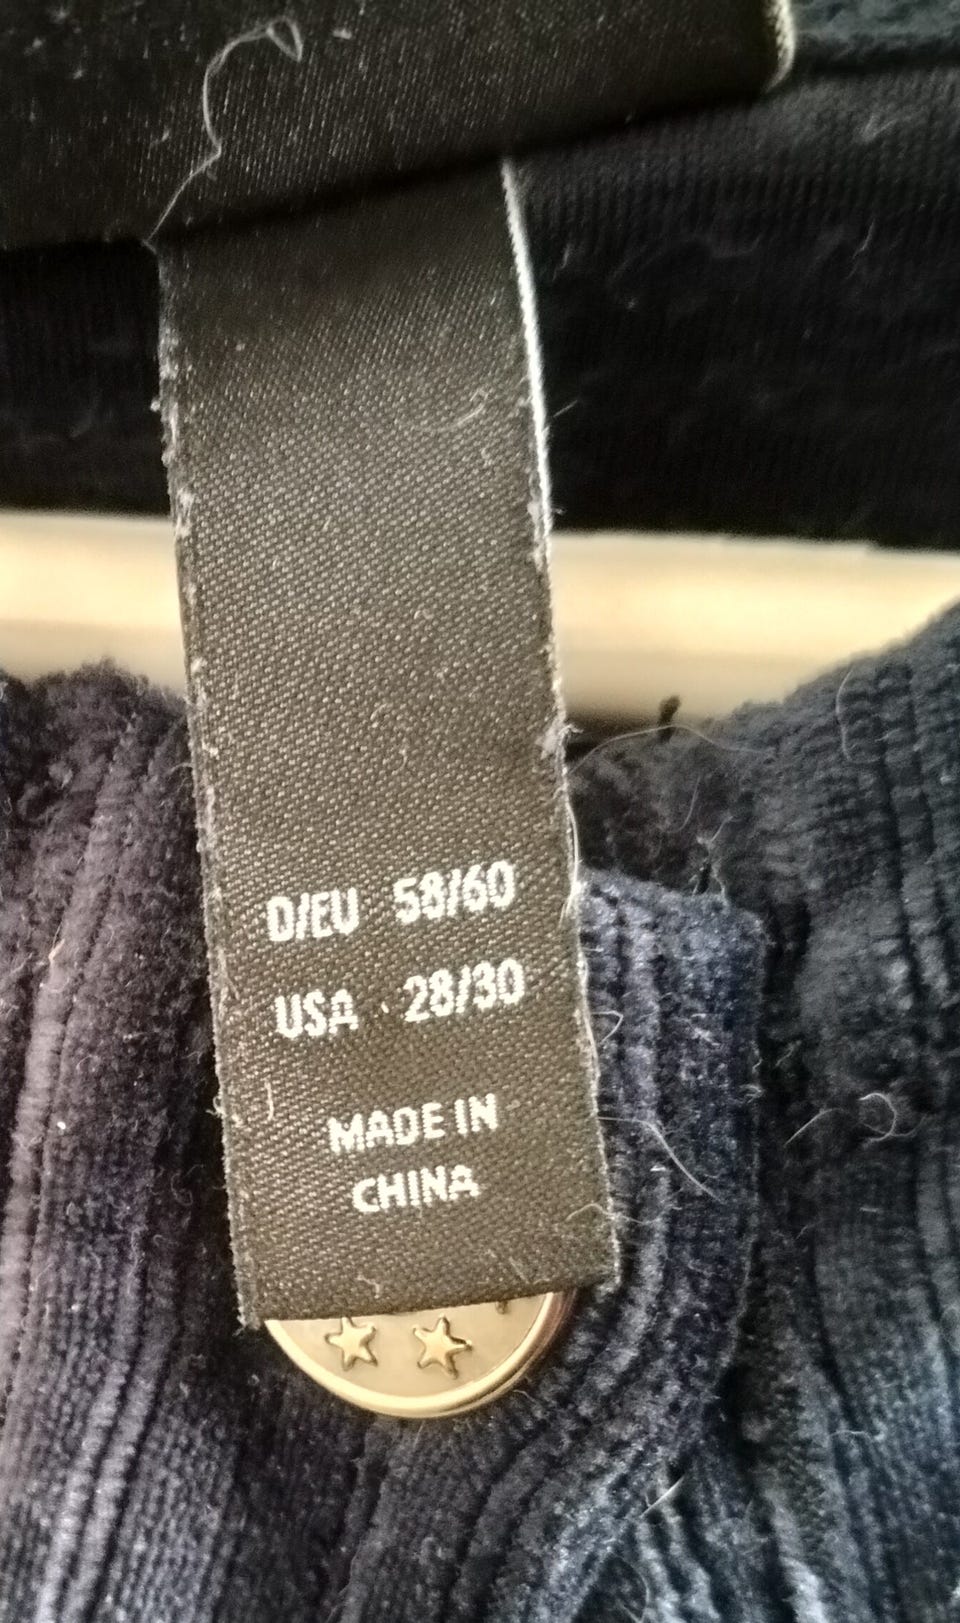 D/EU 58/60
USA 28/30
MADE IN
CHINA